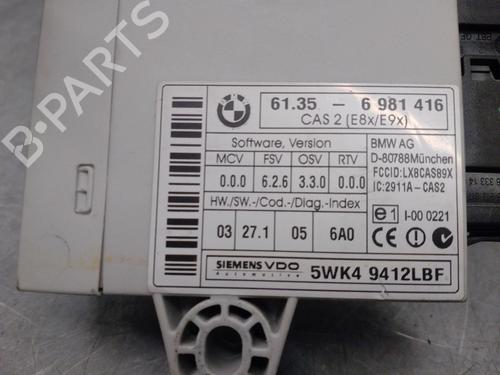 BMW
61.35 - 6 981 416
CAS 2 (E8x/E9x)
Software, Version
MCV FSV OSV RTV
0.0.0 6.2.6 3.3.0 0.0.0
HW./SW.-/Cod.-/Diag.-Index
03 27.1 05 6A0
BMW AG
D-80788München
FCCID:LX8CAS89X
IC:2911A-CAS2
e1 I-00 0221
CE
SIEMENS VDO
Automotive
5WK4 9412LBF
B-PARTS